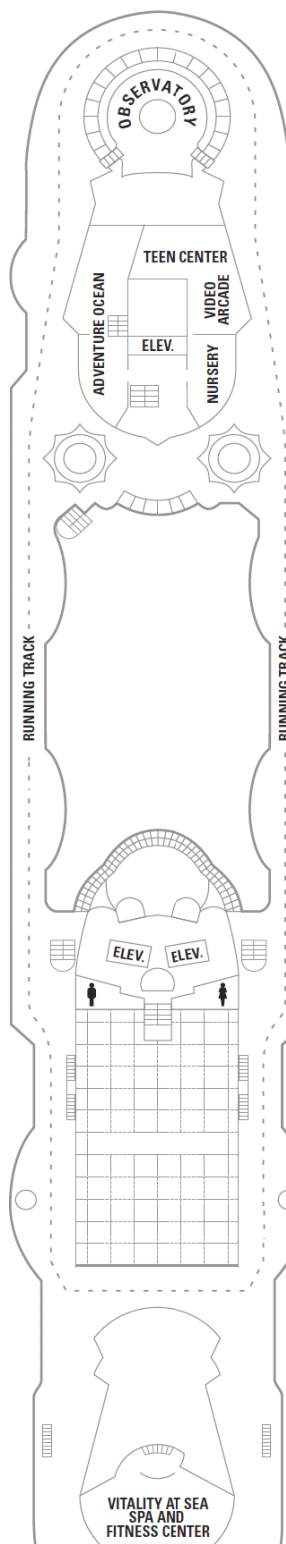 OBSERVATORY
TEEN CENTER
ADVENTURE OCEAN
VIDEO
ARCADE
ELEV.
NURSERY
RUNNING TRACK
RUNNING TRACK
ELEV.
ELEV.
VITALITY AT SEA
SPA AND
FITNESS CENTER